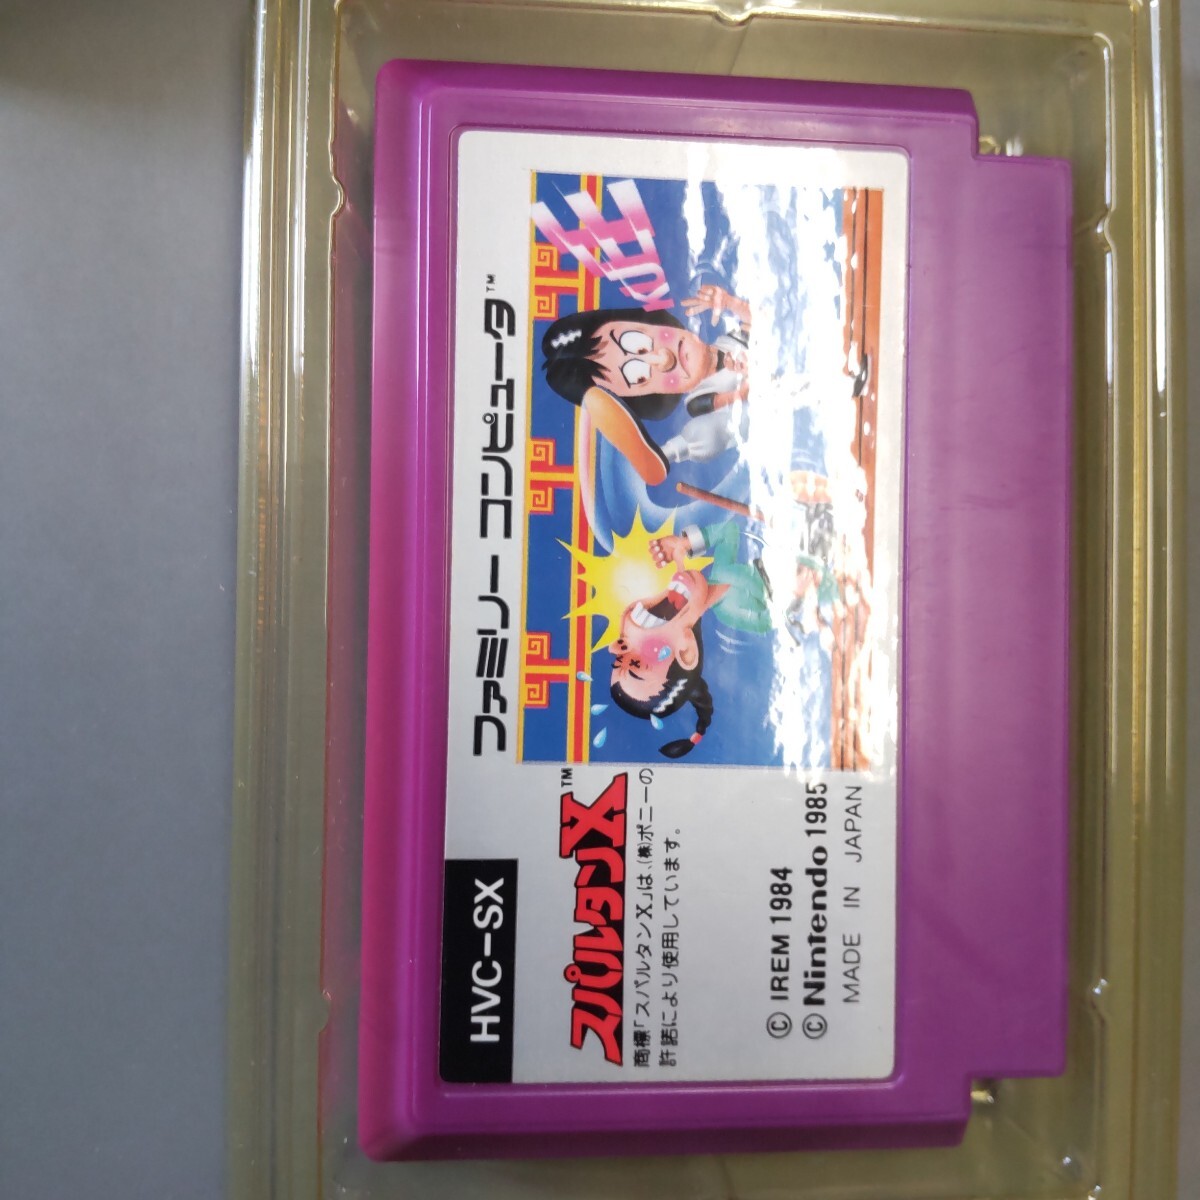 HVC-SX
ファミリー コンピュータ™
スパルタンX™
商標「スパルタンX」は、(株)ポニーの
許諾により使用しています。
© IREM 1984
© Nintendo 1985
MADE IN JAPAN